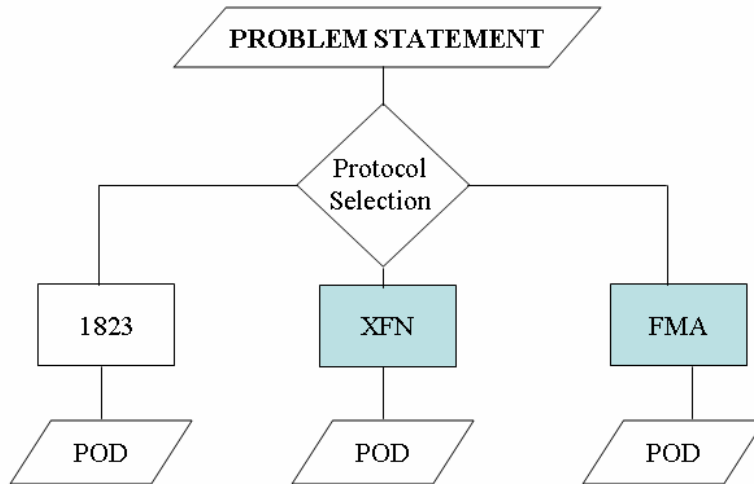 PROBLEM STATEMENT
Protocol
Selection
1823
XFN
FMA
POD
POD
POD